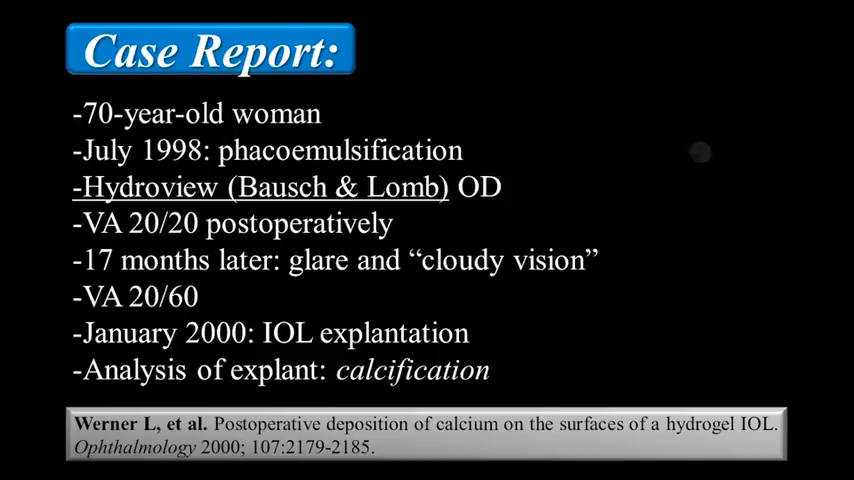 Case Report:
-70-year-old woman
-July 1998: phacoemulsification
-Hydroview (Bausch & Lomb) OD
-VA 20/20 postoperatively
-17 months later: glare and “cloudy vision”
-VA 20/60
-January 2000: IOL explantation
-Analysis of explant: calcification
Werner L, et al. Postoperative deposition of calcium on the surfaces of a hydrogel IOL.
Ophthalmology 2000; 107:2179-2185.